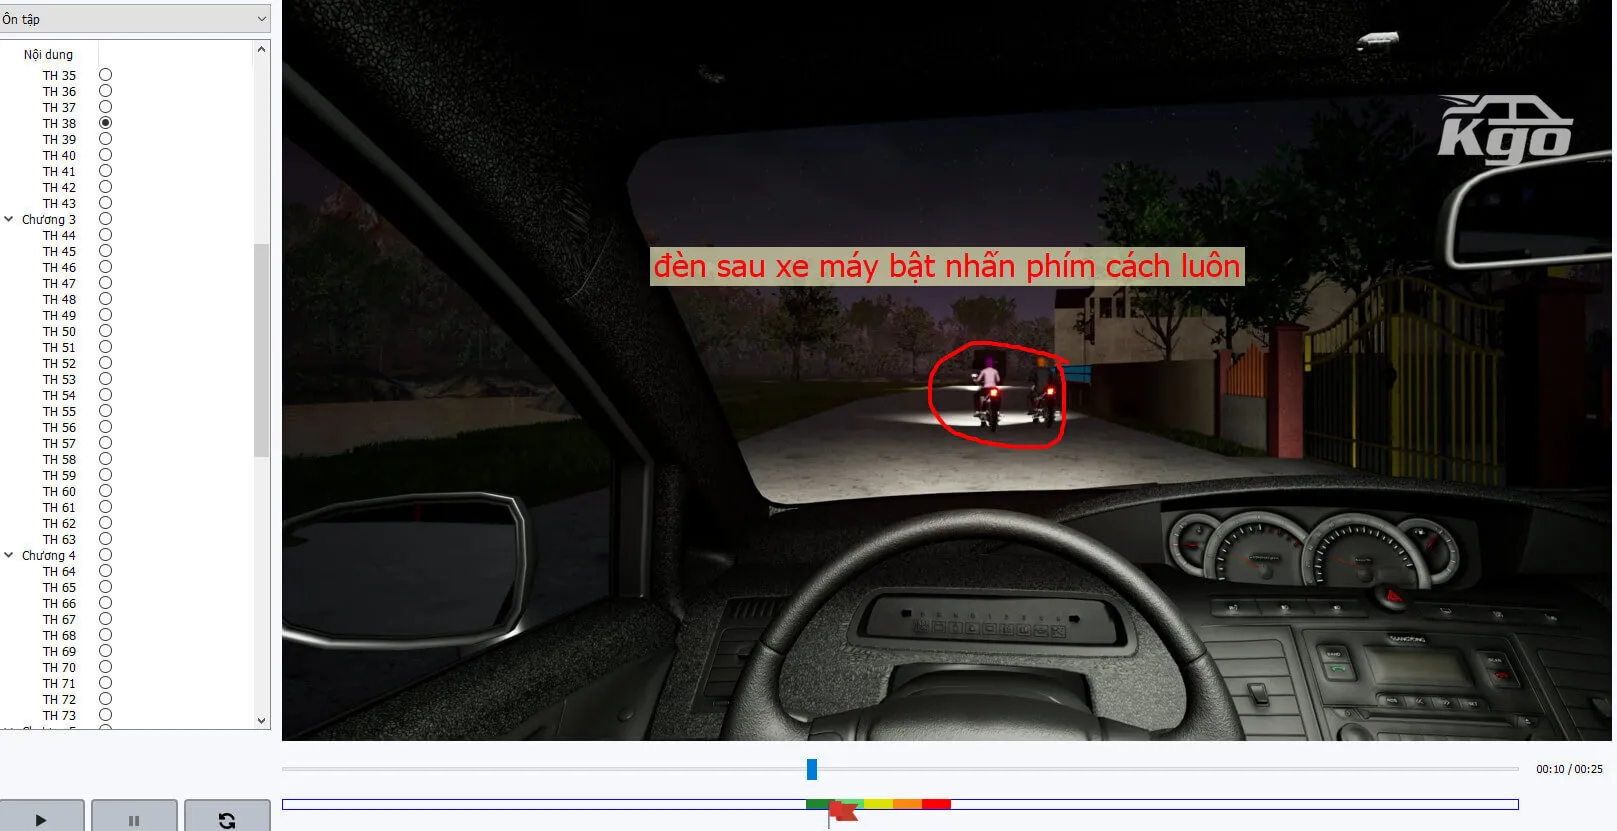 Ôn tập
Nội dung
TH 35
TH 36
TH 37
TH 38
TH 39
TH 40
TH 41
TH 42
TH 43
Chương 3
TH 44
TH 45
TH 46
TH 47
TH 48
TH 49
TH 50
TH 51
TH 52
TH 53
TH 54
TH 55
TH 56
TH 57
TH 58
TH 59
TH 60
TH 61
TH 62
TH 63
Chương 4
TH 64
TH 65
TH 66
TH 67
TH 68
TH 69
TH 70
TH 71
TH 72
TH 73
Kgo
đèn sau xe máy bật nhấn phím cách luôn
SSANGYONG
BAND
00:10 / 00:25